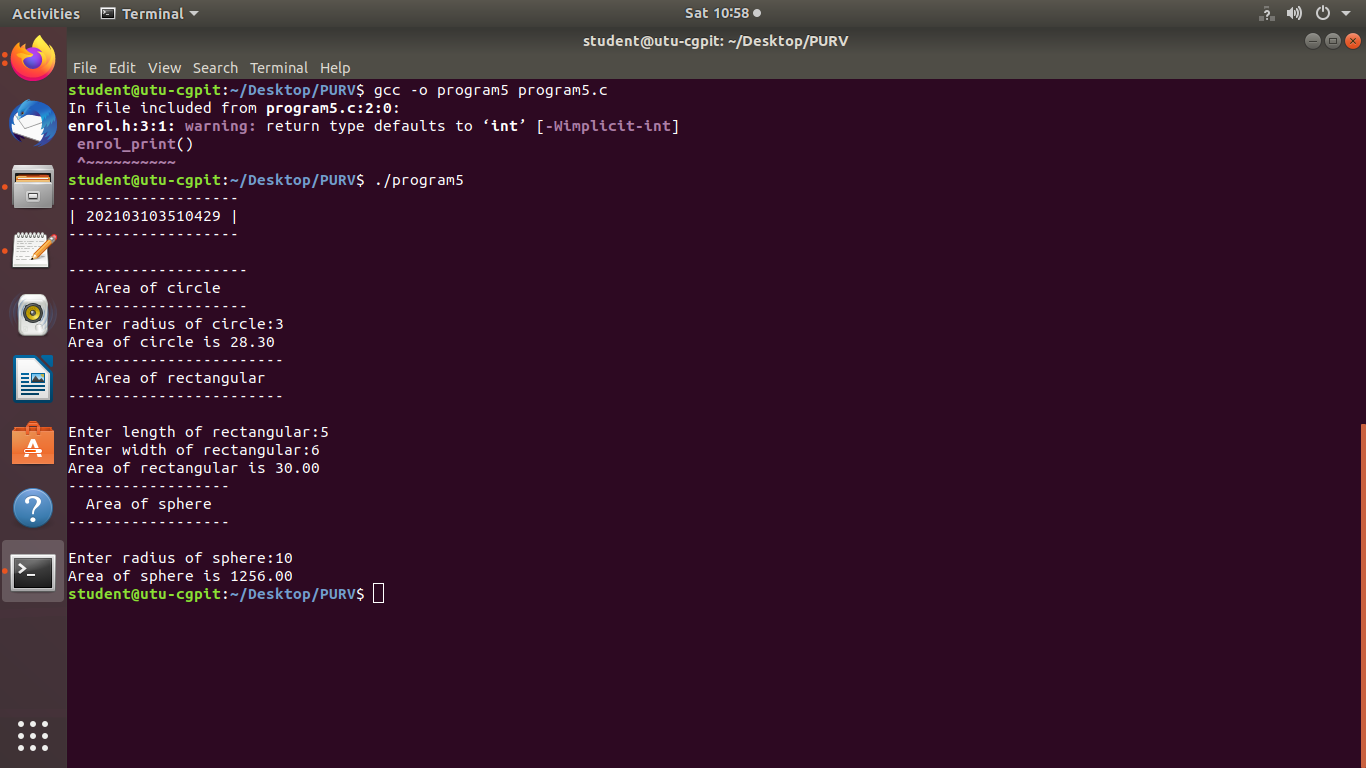 Activities Terminal Sat 10:58
student@utu-cgpit: ~/Desktop/PURV
File Edit View Search Terminal Help
student@utu-cgpit:~/Desktop/PURV$ gcc -o program5 program5.c
In file included from program5.c:2:0:
enrol.h:3:1: warning: return type defaults to ‘int’ [-Wimplicit-int]
 enrol_print()
 ^~~~~~~~~~~
student@utu-cgpit:~/Desktop/PURV$ ./program5
-------------------
| 202103103510429 |
-------------------

--------------------
   Area of circle
--------------------
Enter radius of circle:3
Area of circle is 28.30
------------------------
   Area of rectangular
------------------------

Enter length of rectangular:5
Enter width of rectangular:6
Area of rectangular is 30.00
------------------
  Area of sphere
------------------

Enter radius of sphere:10
Area of sphere is 1256.00
student@utu-cgpit:~/Desktop/PURV$